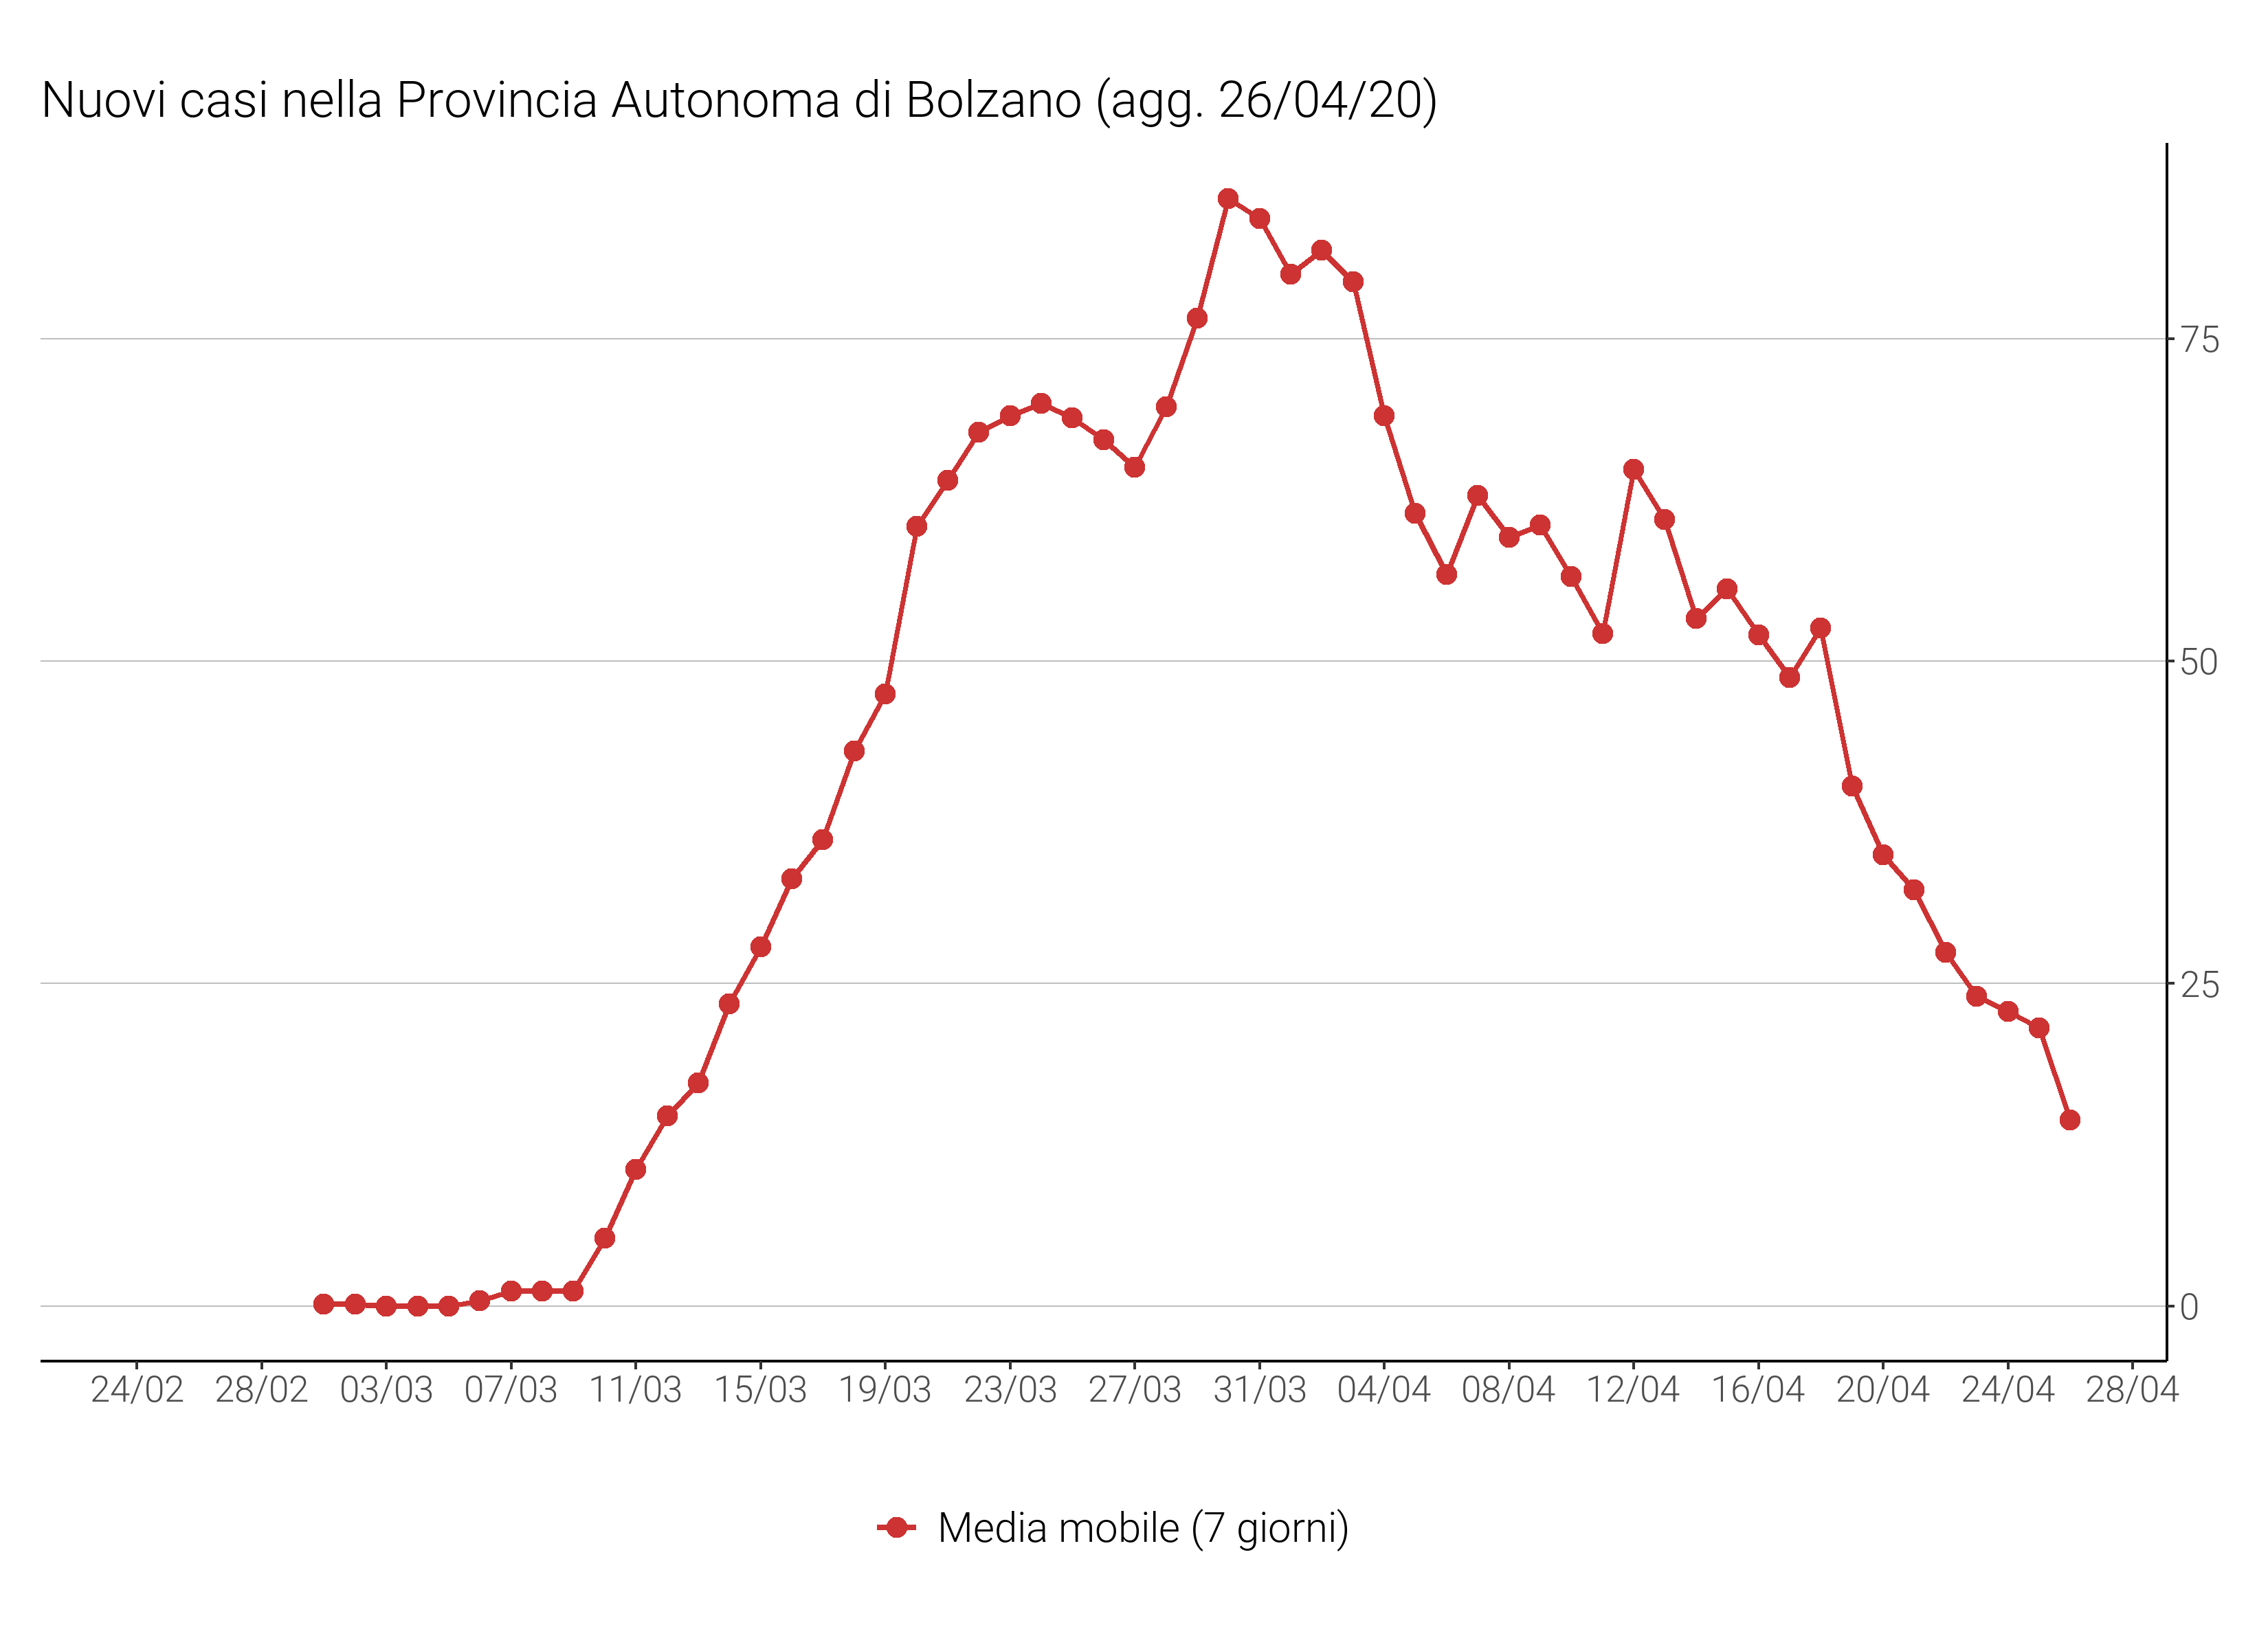 Nuovi casi nella Provincia Autonoma di Bolzano (agg. 26/04/20)
75
50
25
0
24/02 28/02 03/03 07/03 11/03 15/03 19/03 23/03 27/03 31/03 04/04 08/04 12/04 16/04 20/04 24/04 28/04
Media mobile (7 giorni)